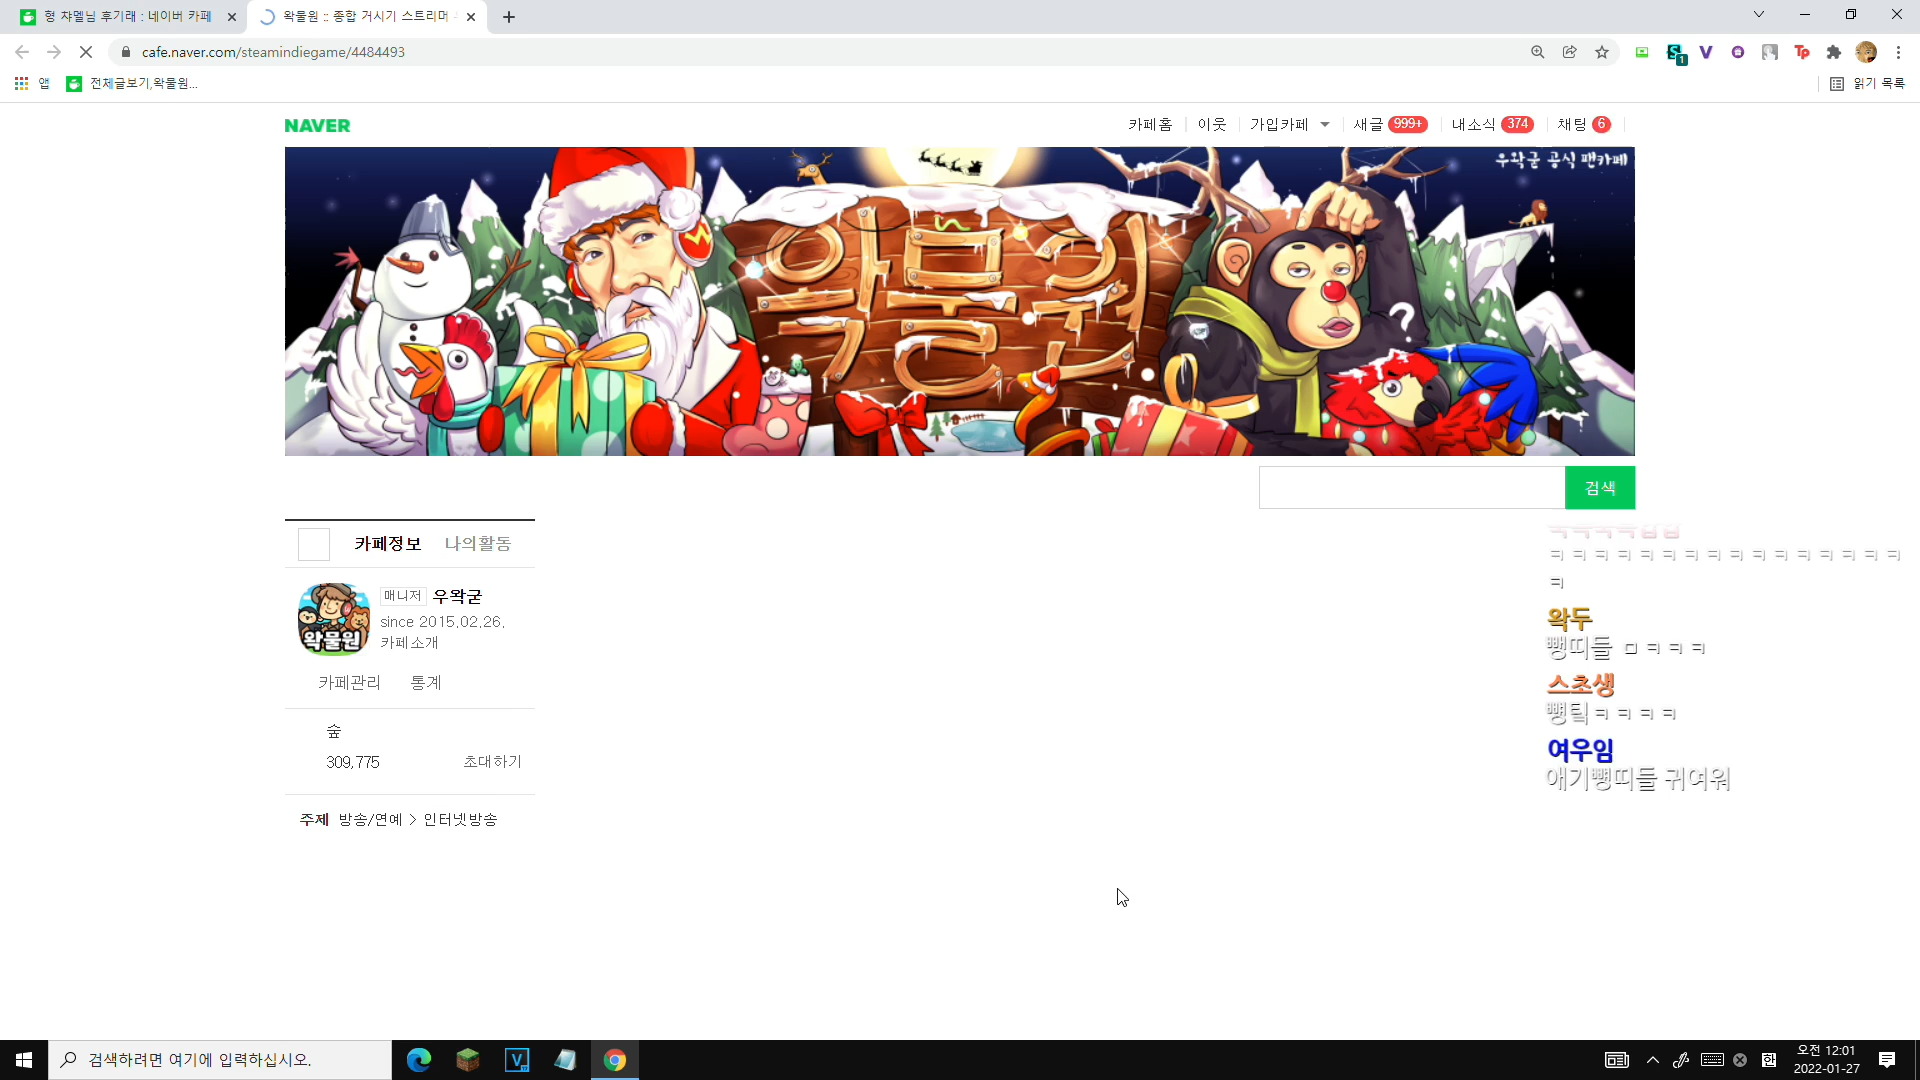 형 챠멜님 후기래 : 네이버 카페
왁물원 :: 종합 거시기 스트리머
cafe.naver.com/steamindiegame/4484493
앱
전체글보기,왁물원...
읽기 목록
NAVER
카페홈
이웃
가입카페
새글 999+
내소식 374
채팅 6
우왁굳 공식 팬카페
왁물원
검색
카페정보
나의활동
왁물원
매니저 우왁굳
since 2015.02.26.
카페소개
카페관리
통계
숲
309,775
초대하기
주제 방송/연예 > 인터넷방송
ㅋㅋㅋㅋㅋㅋㅋㅋㅋㅋㅋㅋㅋㅋㅋㅋ
ㅋ
왁두
뺑띠들 ㅁㅋㅋㅋ
스초생
뺑틱ㅋㅋㅋㅋ
여우임
애기뺑띠들 귀여워
검색하려면 여기에 입력하십시오.
한
오전 12:01
2022-01-27